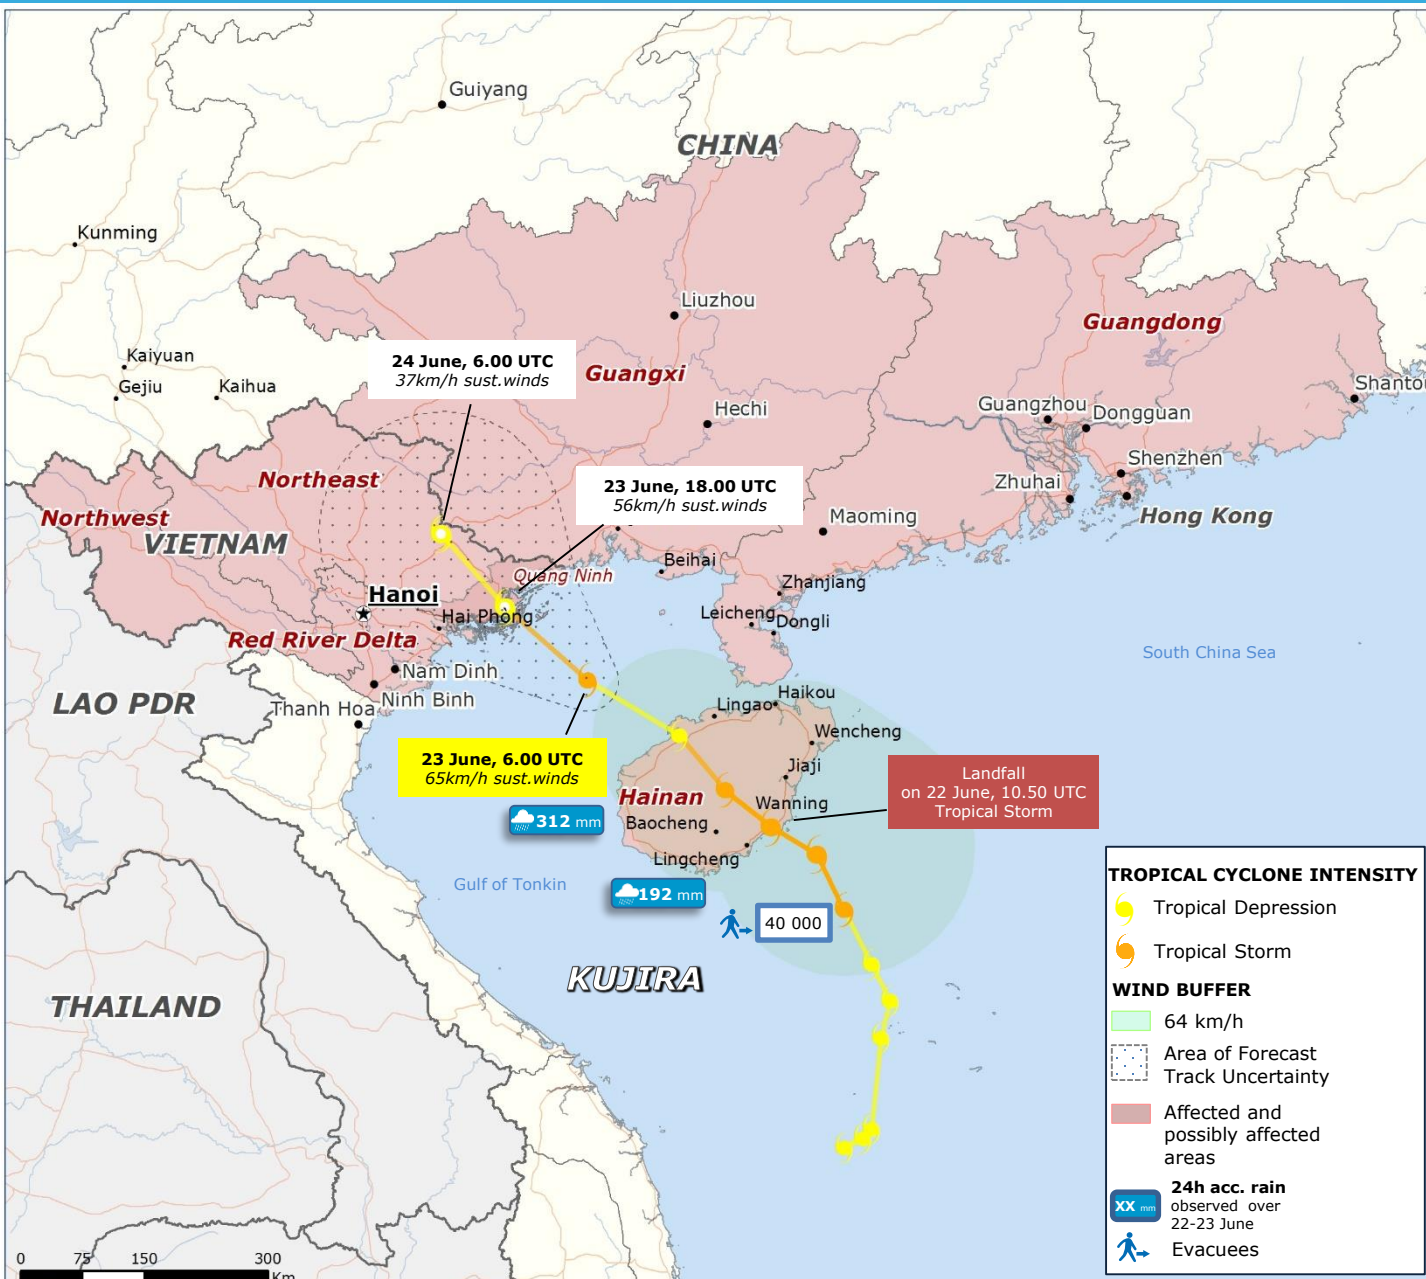 Guiyang
CHINA
Kunming
Liuzhou
Guangdong
Kaiyuan
24 June, 6.00 UTC
37km/h sust.winds
Guangxi
Gejiu
Kaihua
Hechi
Guangzhou
Dongguan
Northeast
23 June, 18.00 UTC
56km/h sust.winds
Shenzhen
Zhuhai
Northwest
VIETNAM
Maoming
Hong Kong
Beihai
Quang Ninh
Zhanjiang
Hanoi
Hai Phòng
Leicheng
Dongli
Red River Delta
South China Sea
Nam Dinh
LAO PDR
Ninh Binh
Thanh Hoa
Haikou
Lingao
Wencheng
23 June, 6.00 UTC
65km/h sust.winds
Jiaji
Landfall
on 22 June, 10.50 UTC
Tropical Storm
Hainan
Wanning
312 mm
Baocheng
Lingcheng
Gulf of Tonkin
192 mm
40 000
KUJIRA
THAILAND
TROPICAL CYCLONE INTENSITY
Tropical Depression
Tropical Storm
WIND BUFFER
64 km/h
Area of Forecast
Track Uncertainty
Affected and
possibly affected
areas
XX mm
24h acc. rain
observed over
22-23 June
Evacuees
0 75 150 300
Km